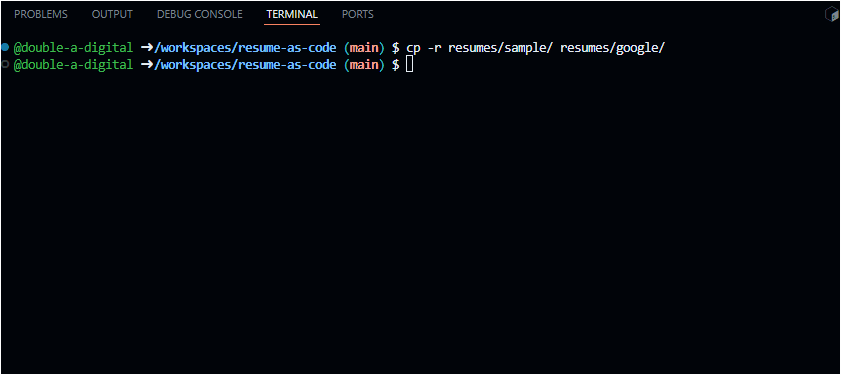 PROBLEMS OUTPUT DEBUG CONSOLE TERMINAL PORTS
@double-a-digital ➜/workspaces/resume-as-code (main) $ cp -r resumes/sample/ resumes/google/
@double-a-digital ➜/workspaces/resume-as-code (main) $